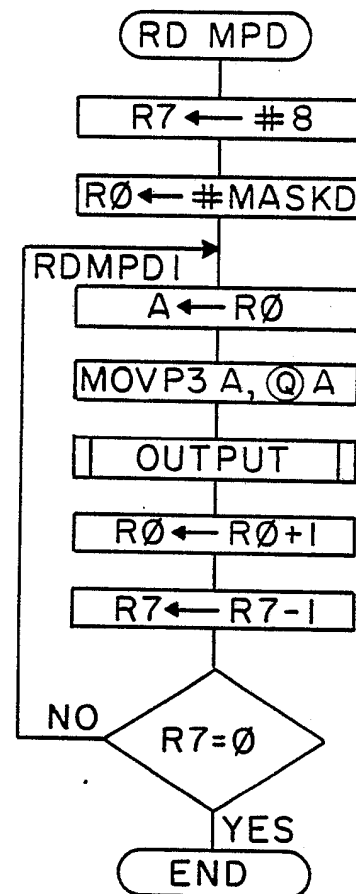 RD MPD
R7 ← #8
RØ ← #MASKD
RDMPD1
A ← RØ
MOVP3 A, Ⓠ A
OUTPUT
RØ ← RØ+1
R7 ← R7-1
NO
R7=Ø
YES
END